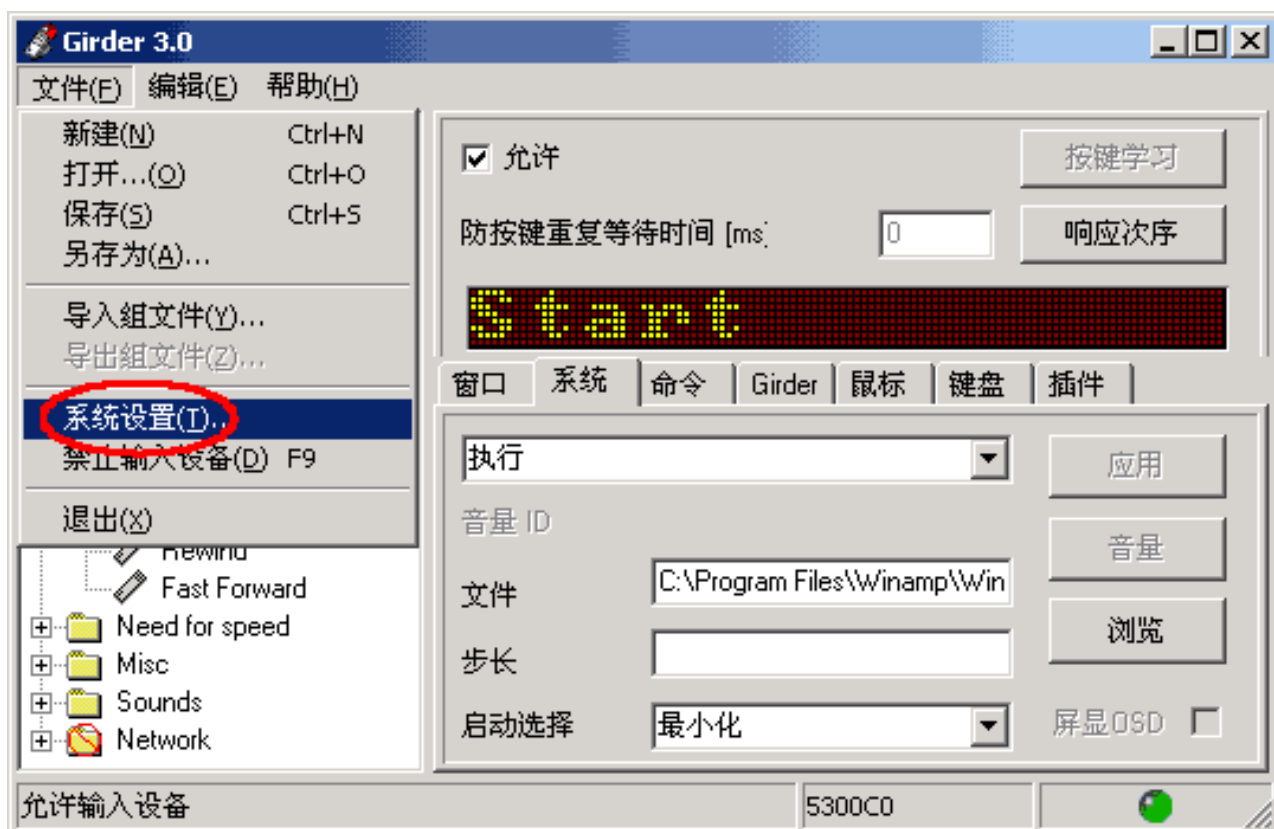 Girder 3.0
文件(F) 编辑(E) 帮助(H)
新建(N) Ctrl+N
打开...(O) Ctrl+O
保存(S) Ctrl+S
另存为(A)...
导入组文件(Y)...
导出组文件(Z)...
系统设置(T)...
禁止输入设备(D) F9
退出(X)
Rewind
Fast Forward
Need for speed
Misc
Sounds
Network
允许
按键学习
防按键重复等待时间 [ms]
0
响应次序
Start
窗口 系统 命令 Girder 鼠标 键盘 插件
执行
应用
音量 ID
音量
文件 C:\Program Files\Winamp\Win
浏览
步长
启动选择 最小化 屏显OSD
允许输入设备 5300C0